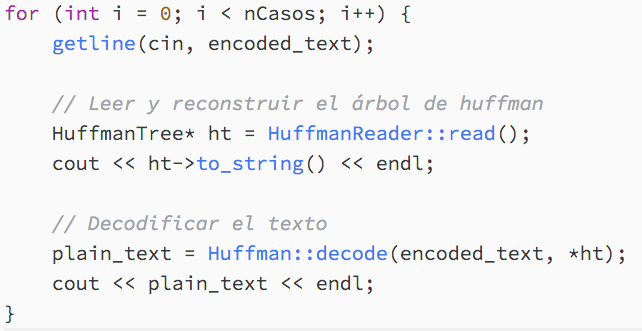 for (int i = 0; i < nCasos; i++) {
    getline(cin, encoded_text);

    // Leer y reconstruir el árbol de huffman
    HuffmanTree* ht = HuffmanReader::read();
    cout << ht->to_string() << endl;

    // Decodificar el texto
    plain_text = Huffman::decode(encoded_text, *ht);
    cout << plain_text << endl;
}